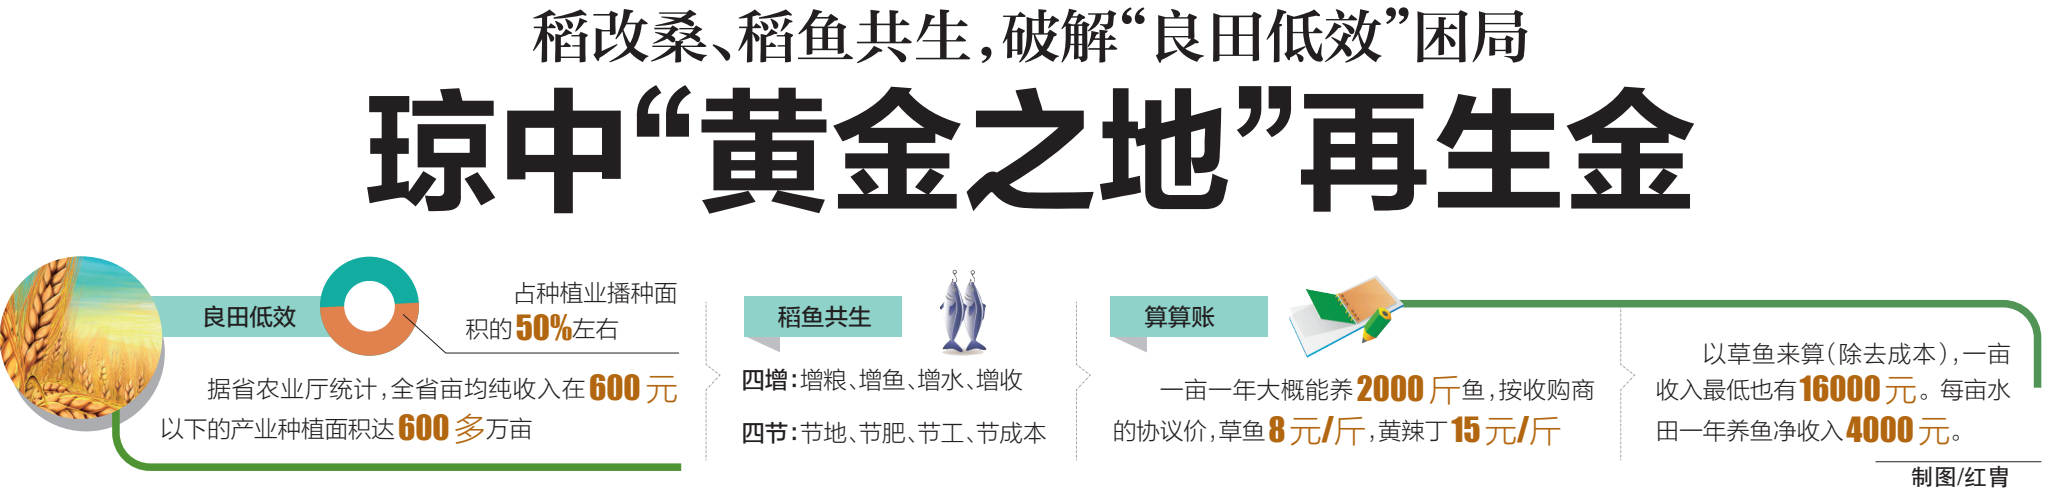 稻改桑、稻鱼共生，破解“良田低效”困局
琼中“黄金之地”再生金
良田低效
占种植业播种面
积的50%左右
据省农业厅统计，全省亩均纯收入在600元
以下的产业种植面积达600多万亩
稻鱼共生
四增：增粮、增鱼、增水、增收
四节：节地、节肥、节工、节成本
算算账
一亩一年大概能养2000斤鱼，按收购商
的协议价，草鱼8元/斤，黄辣丁15元/斤
以草鱼来算（除去成本），一亩
收入最低也有16000元。每亩水
田一年养鱼净收入4000元。
制图/红胄